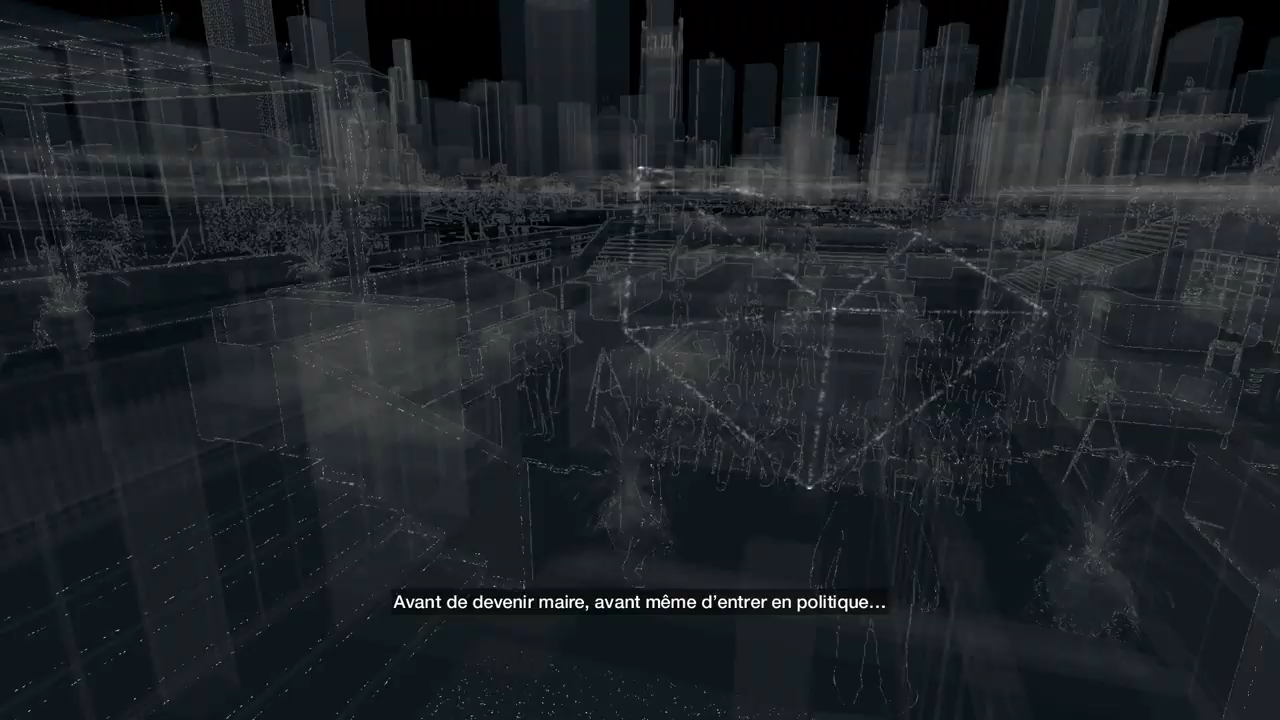 Avant de devenir maire, avant même d’entrer en politique…